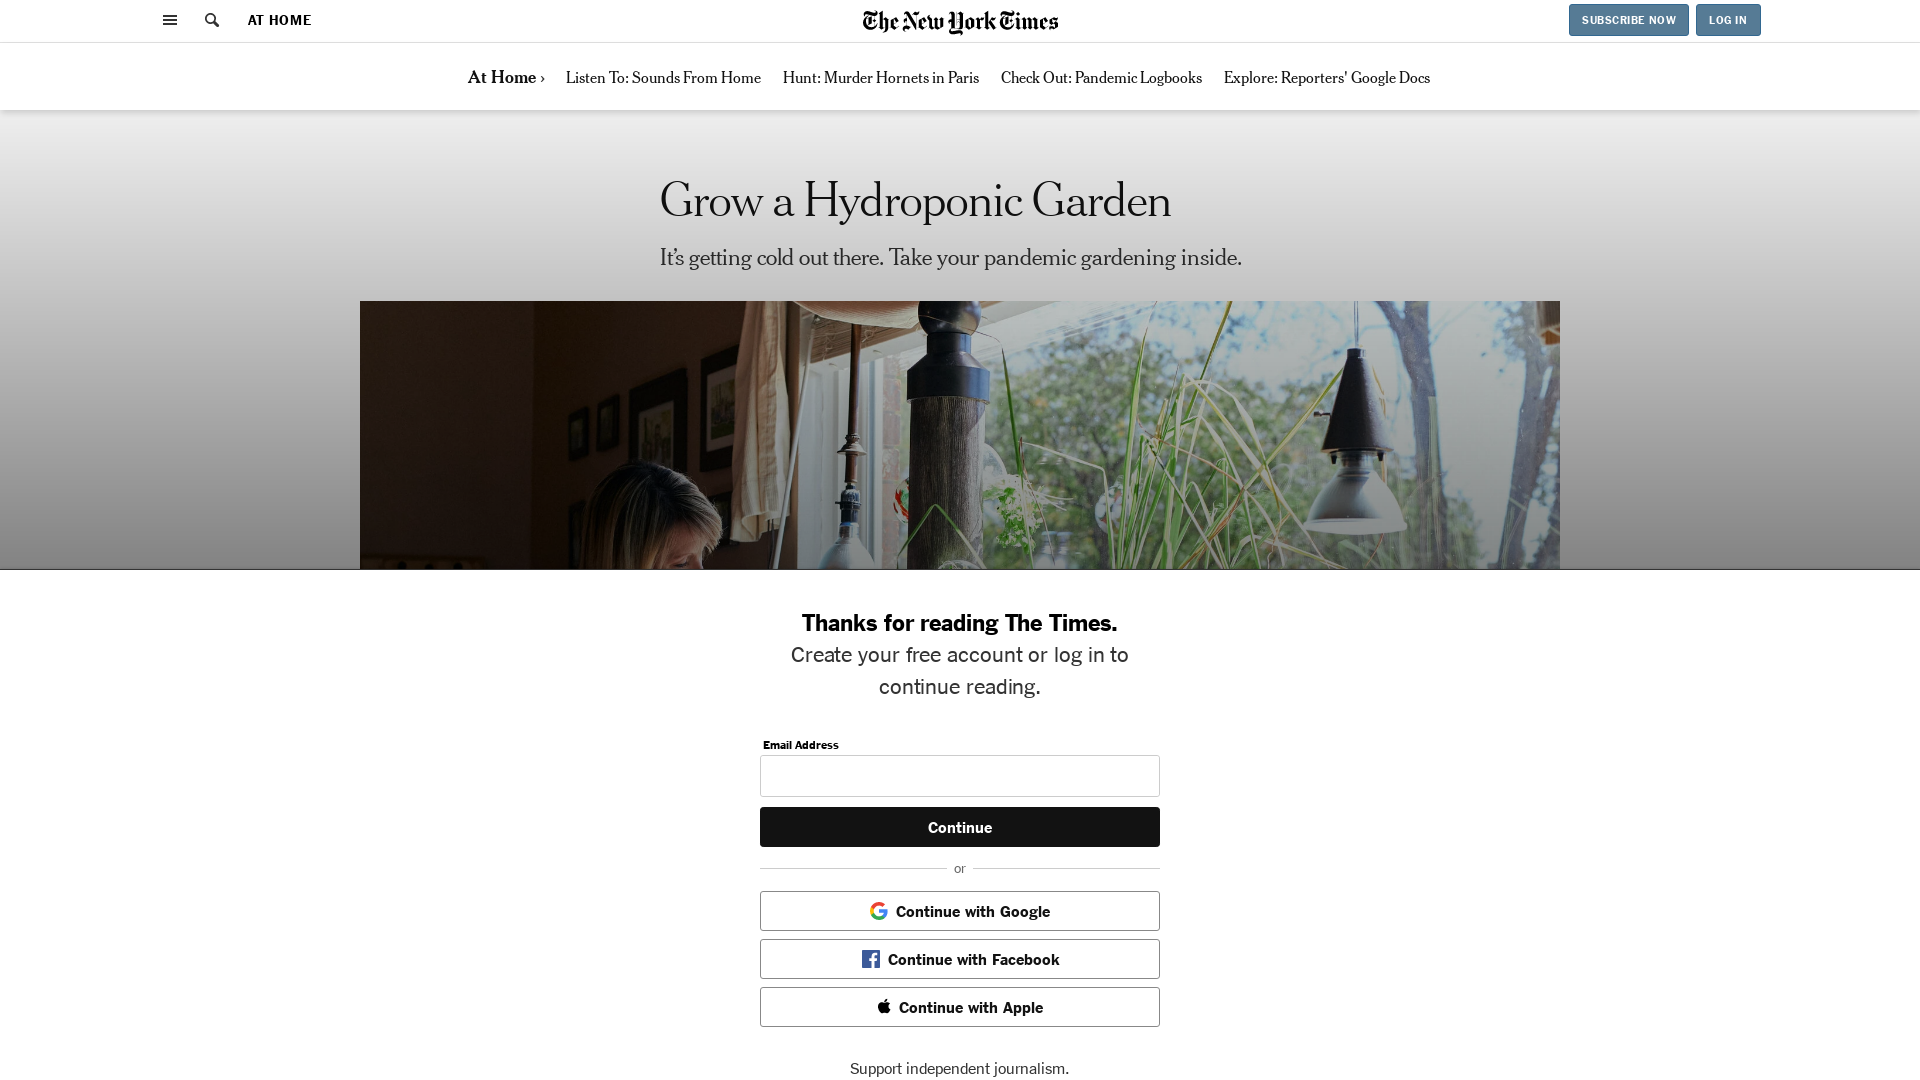 AT HOME
The New York Times
SUBSCRIBE NOW
LOG IN
At Home ›
Listen To: Sounds From Home
Hunt: Murder Hornets in Paris
Check Out: Pandemic Logbooks
Explore: Reporters' Google Docs
Grow a Hydroponic Garden
It’s getting cold out there. Take your pandemic gardening inside.
Thanks for reading The Times.
Create your free account or log in to
continue reading.
Email Address
Continue
or
Continue with Google
Continue with Facebook
Continue with Apple
Support independent journalism.